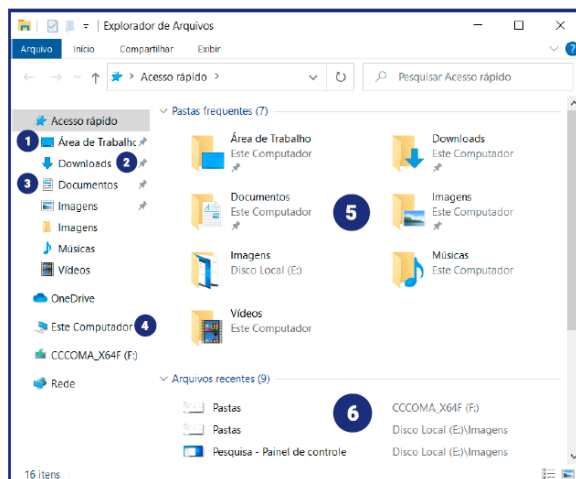 Explorador de Arquivos
Arquivo Início Compartilhar Exibir
Acesso rápido
Pesquisar Acesso rápido
Acesso rápido
1 Área de Trabalho
Downloads 2
3 Documentos
Imagens
Imagens
Músicas
Vídeos
OneDrive
Este Computador 4
CCCOMA_X64F (F:)
Rede
Pastas frequentes (7)
Área de Trabalho
Este Computador
Downloads
Este Computador
Documentos
Este Computador
5
Imagens
Este Computador
Imagens
Disco Local (E:)
Músicas
Este Computador
Vídeos
Este Computador
Arquivos recentes (9)
Pastas CCCOMA_X64F (F:)
6
Pastas Disco Local (E:)\Imagens
Pesquisa - Painel de controle Disco Local (E:)\Imagens
16 itens